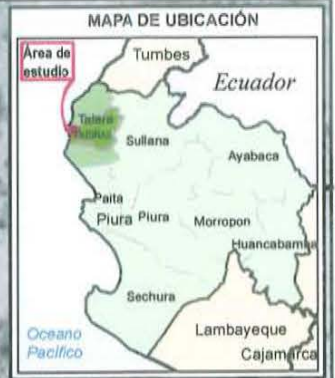 MAPA DE UBICACIÓN
Área de
estudio
Tumbes
Ecuador
Talara
Sullana
Ayabaca
Paita
Piura
Piura
Morropon
Huancabamba
Sechura
Oceano
Pacífico
Lambayeque
Cajamarca